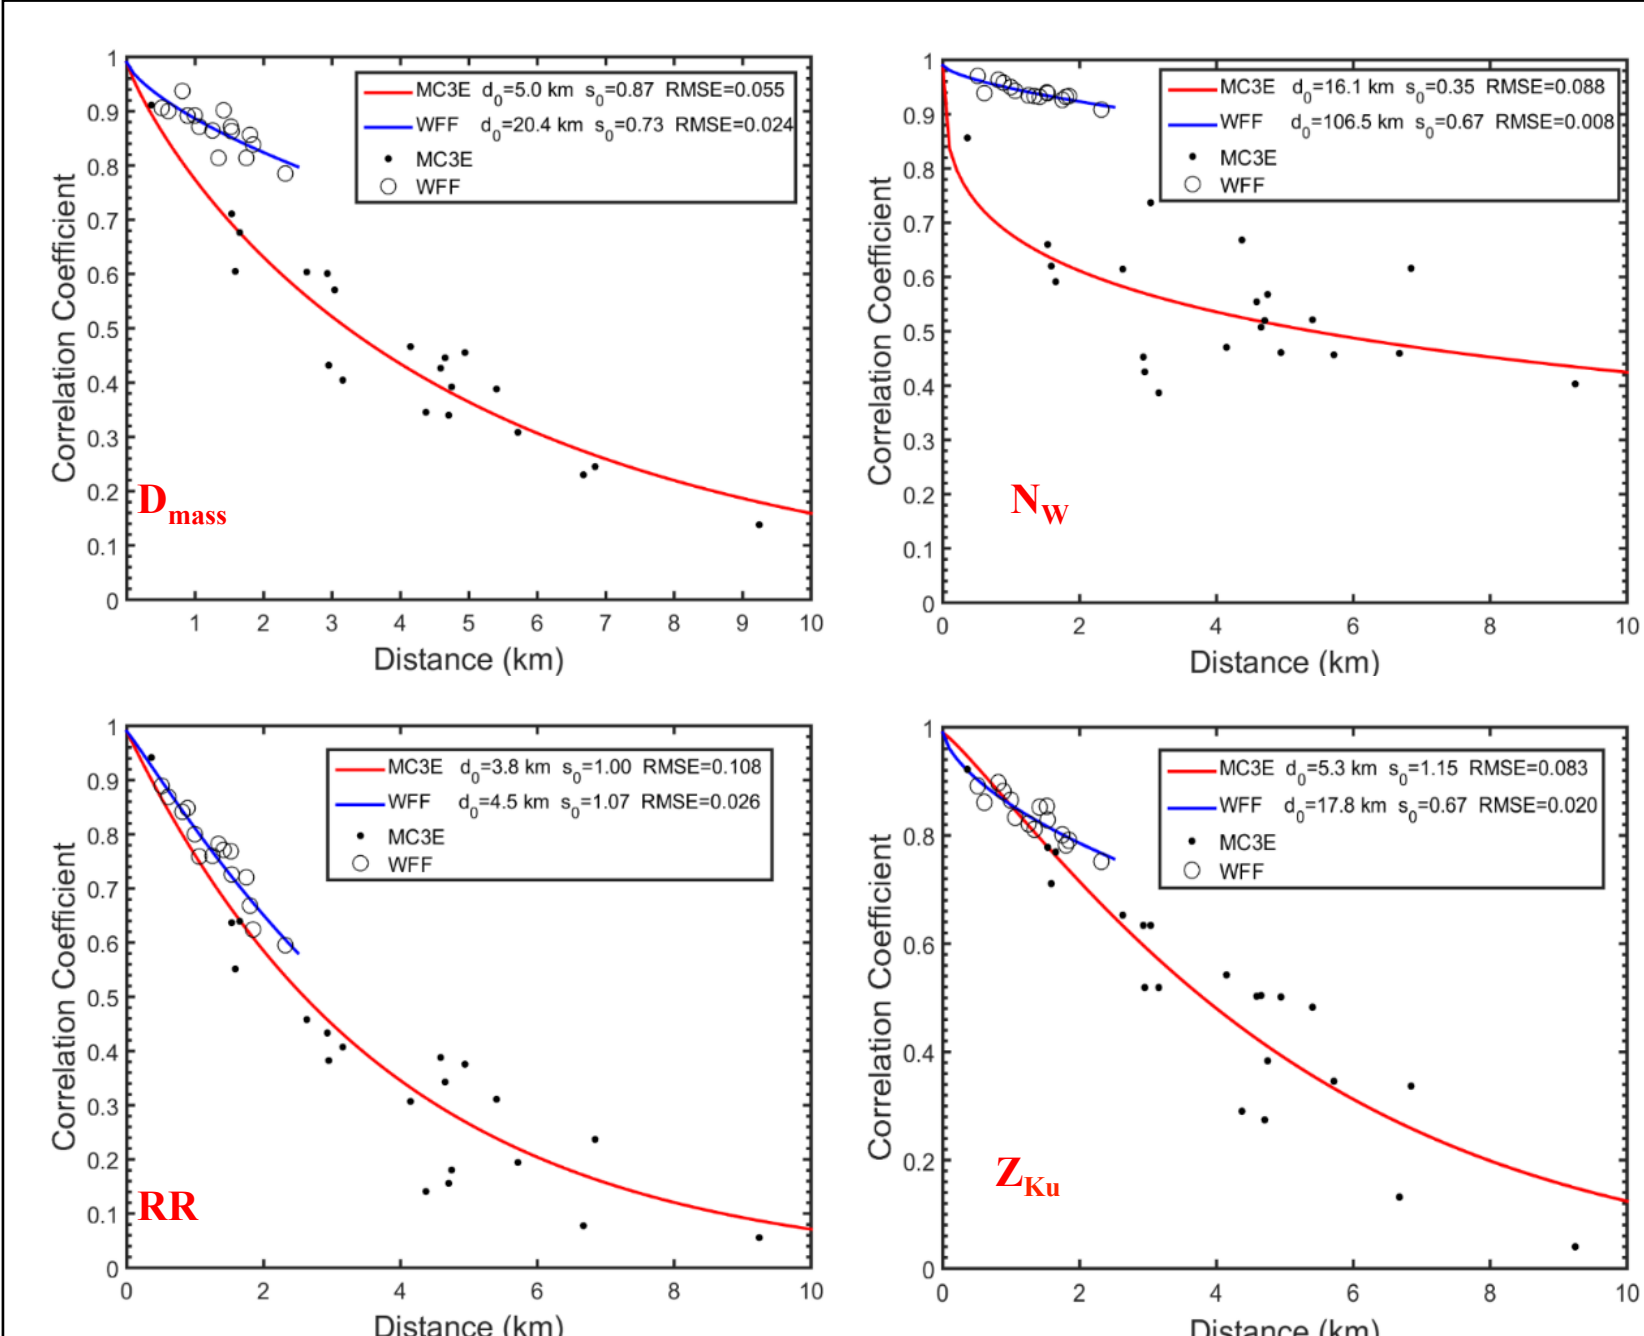 MC3E d0=5.0 km s0=0.87 RMSE=0.055
WFF d0=20.4 km s0=0.73 RMSE=0.024
MC3E
WFF
1
0.9
0.8
0.7
0.6
0.5
0.4
0.3
0.2
0.1
0
Correlation Coefficient
Dmass
1 2 3 4 5 6 7 8 9 10
Distance (km)
MC3E d0=16.1 km s0=0.35 RMSE=0.088
WFF d0=106.5 km s0=0.67 RMSE=0.008
MC3E
WFF
1
0.9
0.8
0.7
0.6
0.5
0.4
0.3
0.2
0.1
0
Correlation Coefficient
NW
0 2 4 6 8 10
Distance (km)
MC3E d0=3.8 km s0=1.00 RMSE=0.108
WFF d0=4.5 km s0=1.07 RMSE=0.026
MC3E
WFF
1
0.9
0.8
0.7
0.6
0.5
0.4
0.3
0.2
0.1
0
Correlation Coefficient
RR
0 2 4 6 8 10
Distance (km)
MC3E d0=5.3 km s0=1.15 RMSE=0.083
WFF d0=17.8 km s0=0.67 RMSE=0.020
MC3E
WFF
1
0.8
0.6
0.4
0.2
0
Correlation Coefficient
ZKu
0 2 4 6 8 10
Distance (km)